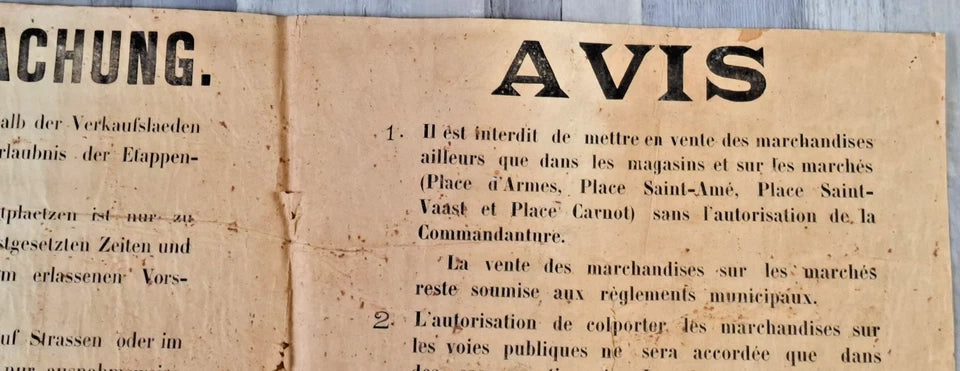 ACHUNG.
alb der Verkaufslaeden
rlaubnis der Etappen-
tplaetzen ist nur zu
stgesetzten Zeiten und
m erlassenen Vors-
uf Strassen oder im
AVIS
1. Il est interdit de mettre en vente des marchandises
ailleurs que dans les magasins et sur les marchés
(Place d'Armes, Place Saint-Amé, Place Saint-
Vaast et Place Carnot) sans l'autorisation de la
Commandanture.
La vente des marchandises sur les marchés
reste soumise aux règlements municipaux.
2. L'autorisation de colporter les marchandises sur
les voies publiques ne sera accordée que dans